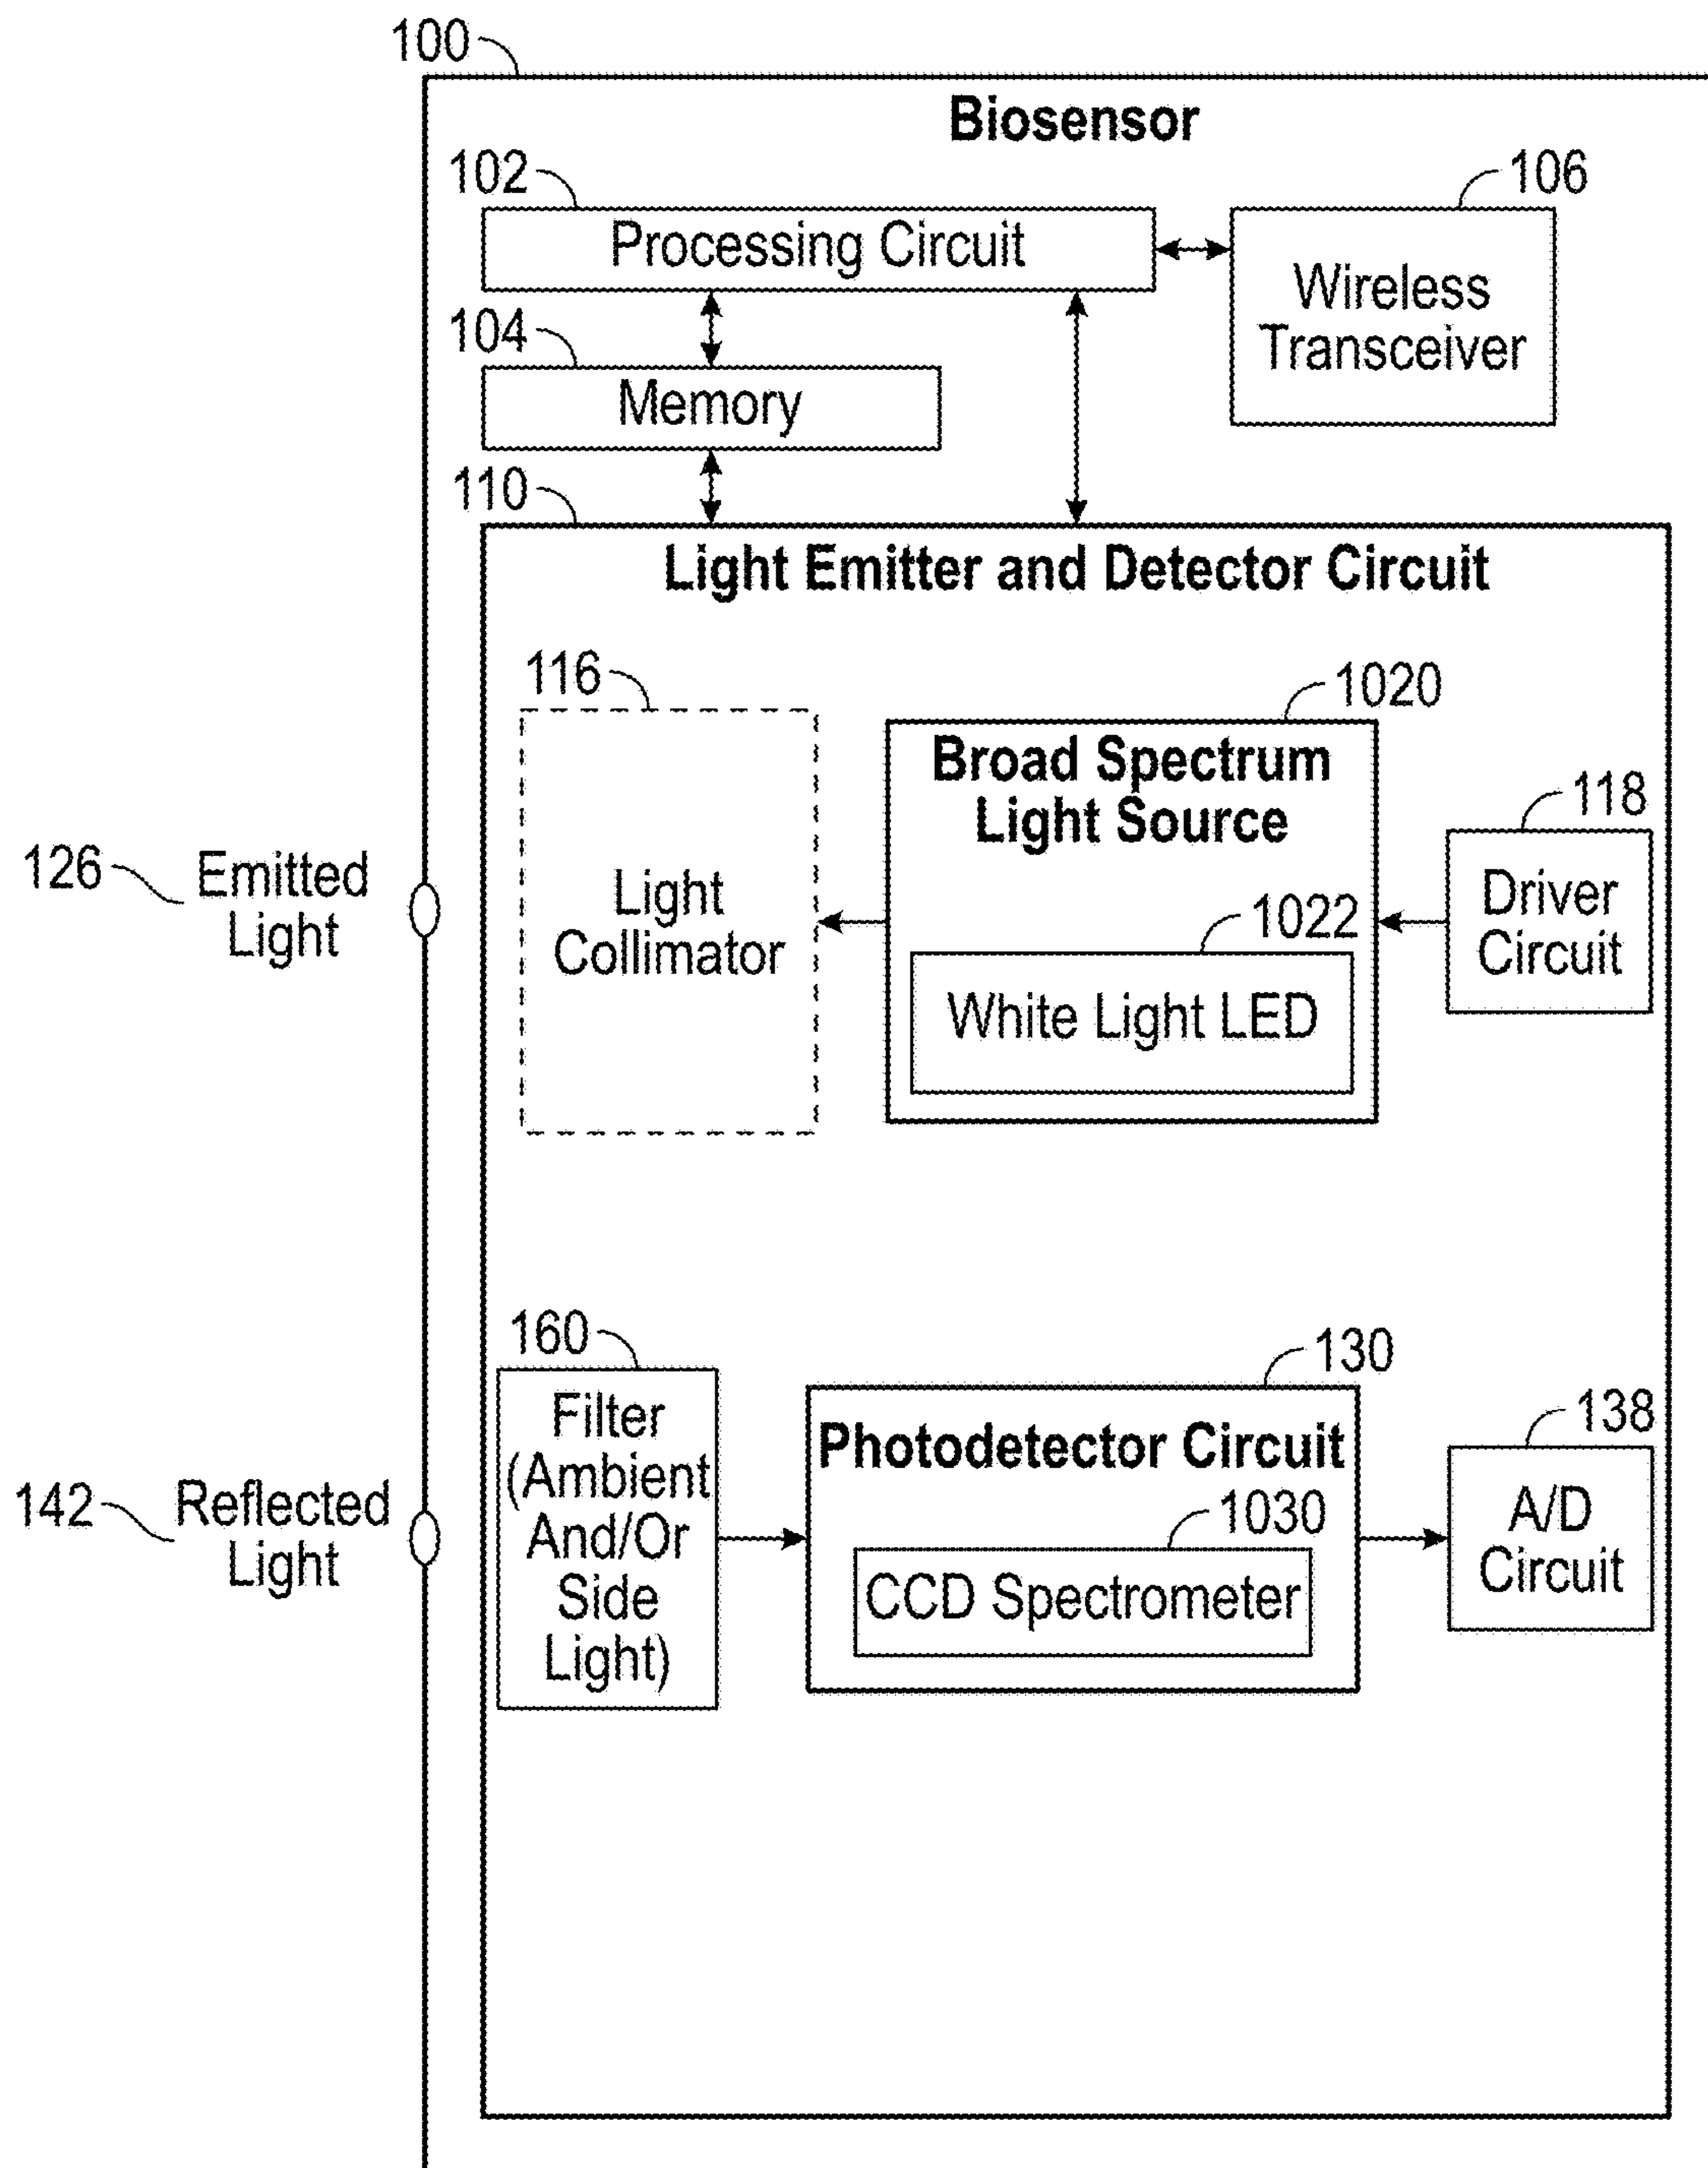 100
Biosensor
102
106
Processing Circuit
Wireless
Transceiver
104
Memory
110
Light Emitter and Detector Circuit
116
1020
Broad Spectrum
Light Source
118
126
Emitted
Light
Light
Collimator
1022
White Light LED
Driver
Circuit
160
130
138
Filter
(Ambient
And/Or
Side
Light)
Photodetector Circuit
142
Reflected
Light
1030
CCD Spectrometer
A/D
Circuit